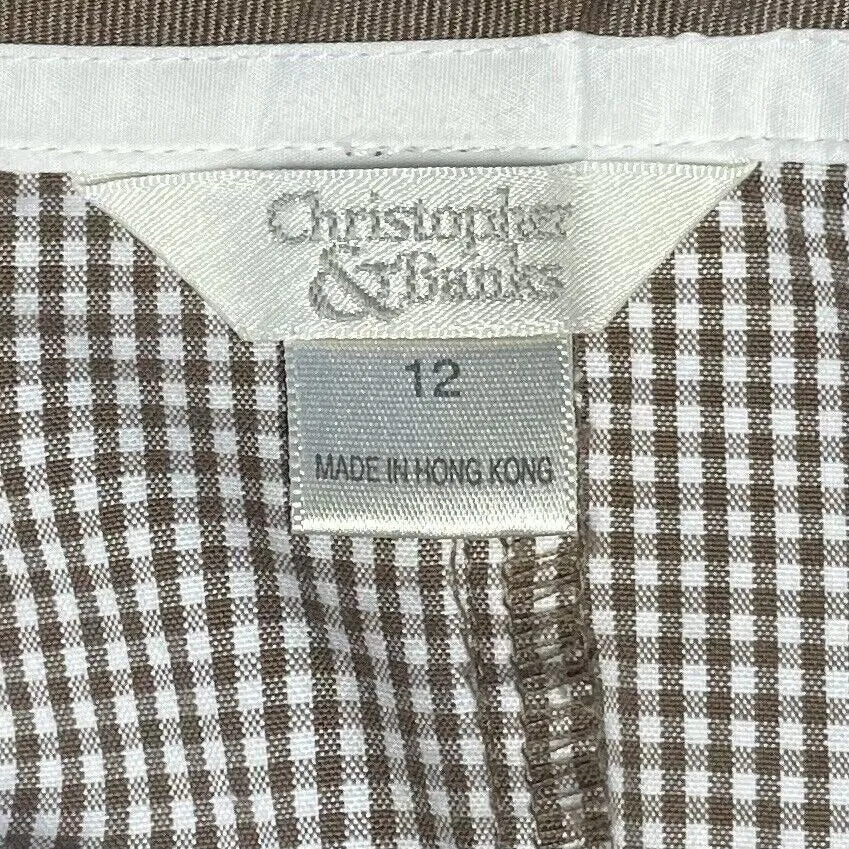 Christopher
& Banks
12
MADE IN HONG KONG